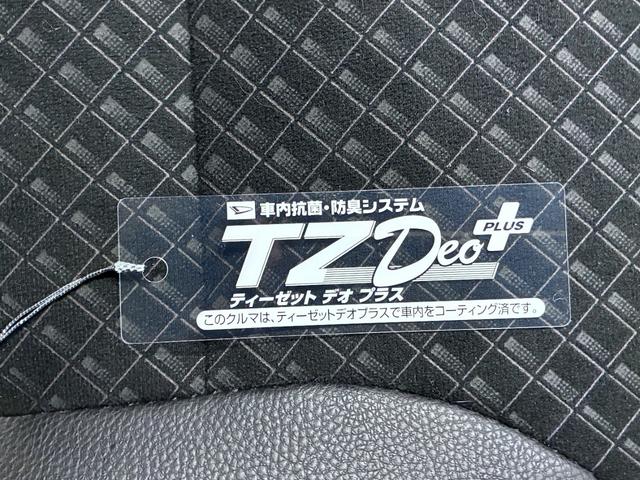 車内抗菌・防臭システム
TZ Deo PLUS
ティーゼット デオ プラス
このクルマは、ティーゼットデオプラスで車内をコーティング済です。